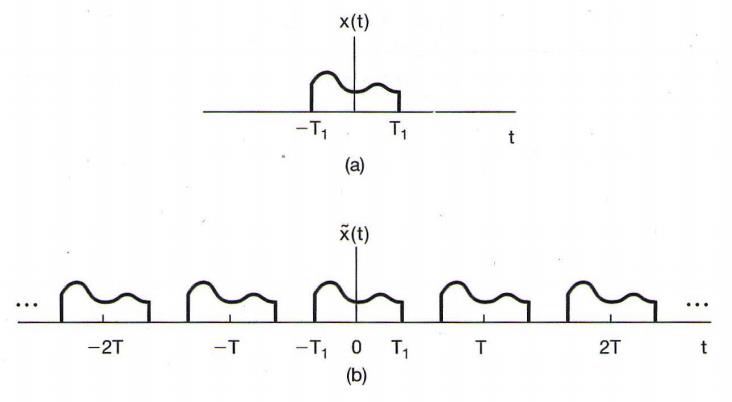 x(t)
−T₁ T₁ t
(a)
x̃(t)
... ...
−2T −T −T₁ 0 T₁ T 2T t
(b)